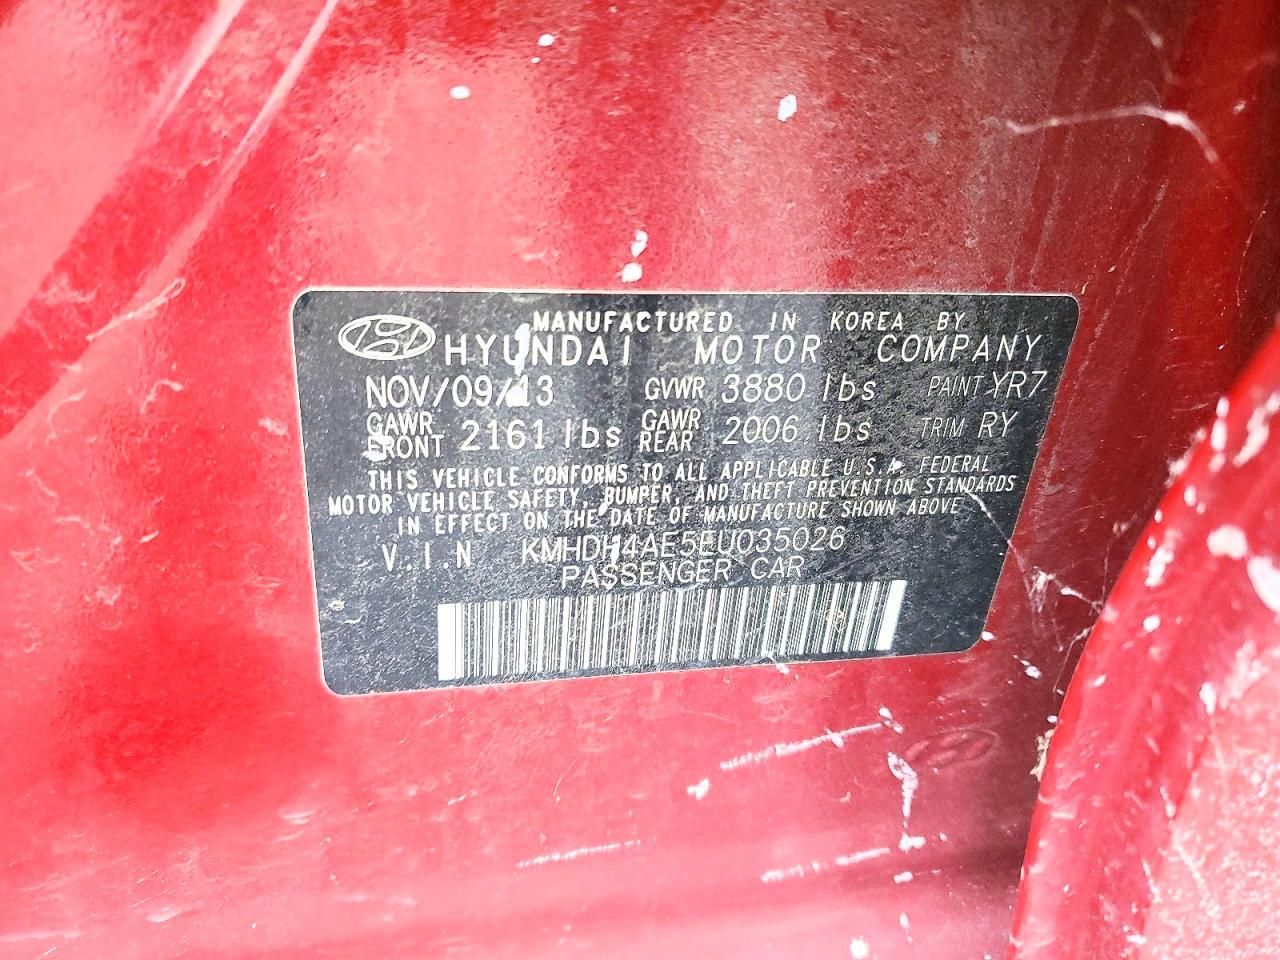 MANUFACTURED IN KOREA BY
HYUNDAI MOTOR COMPANY
NOV/09/13 GVWR 3880 lbs PAINT YR7
GAWR FRONT 2161 lbs GAWR REAR 2006 lbs TRIM RY
THIS VEHICLE CONFORMS TO ALL APPLICABLE U.S.A. FEDERAL
MOTOR VEHICLE SAFETY, BUMPER, AND THEFT PREVENTION STANDARDS
IN EFFECT ON THE DATE OF MANUFACTURE SHOWN ABOVE
V.I.N KMHDH4AE5EU035026
PASSENGER CAR